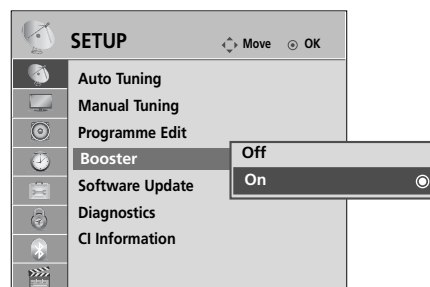 SETUP
Move OK
Auto Tuning
Manual Tuning
Programme Edit
Booster
Off
On
Software Update
Diagnostics
CI Information